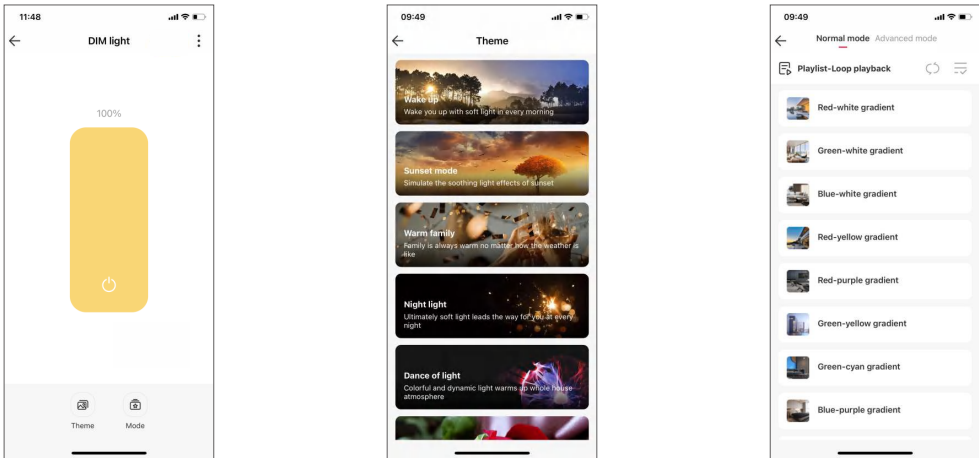 11:48
DIM light
100%
Theme
Mode
09:49
Theme
Wake up
Wake you up with soft light in every morning
Sunset mode
Simulate the soothing light effects of sunset
Warm family
Family is always warm no matter how the weather is
like
Night light
Ultimately soft light leads the way for you at every
night
Dance of light
Colorful and dynamic light warms up whole house
atmosphere
09:49
Normal mode Advanced mode
Playlist-Loop playback
Red-white gradient
Green-white gradient
Blue-white gradient
Red-yellow gradient
Red-purple gradient
Green-yellow gradient
Green-cyan gradient
Blue-purple gradient